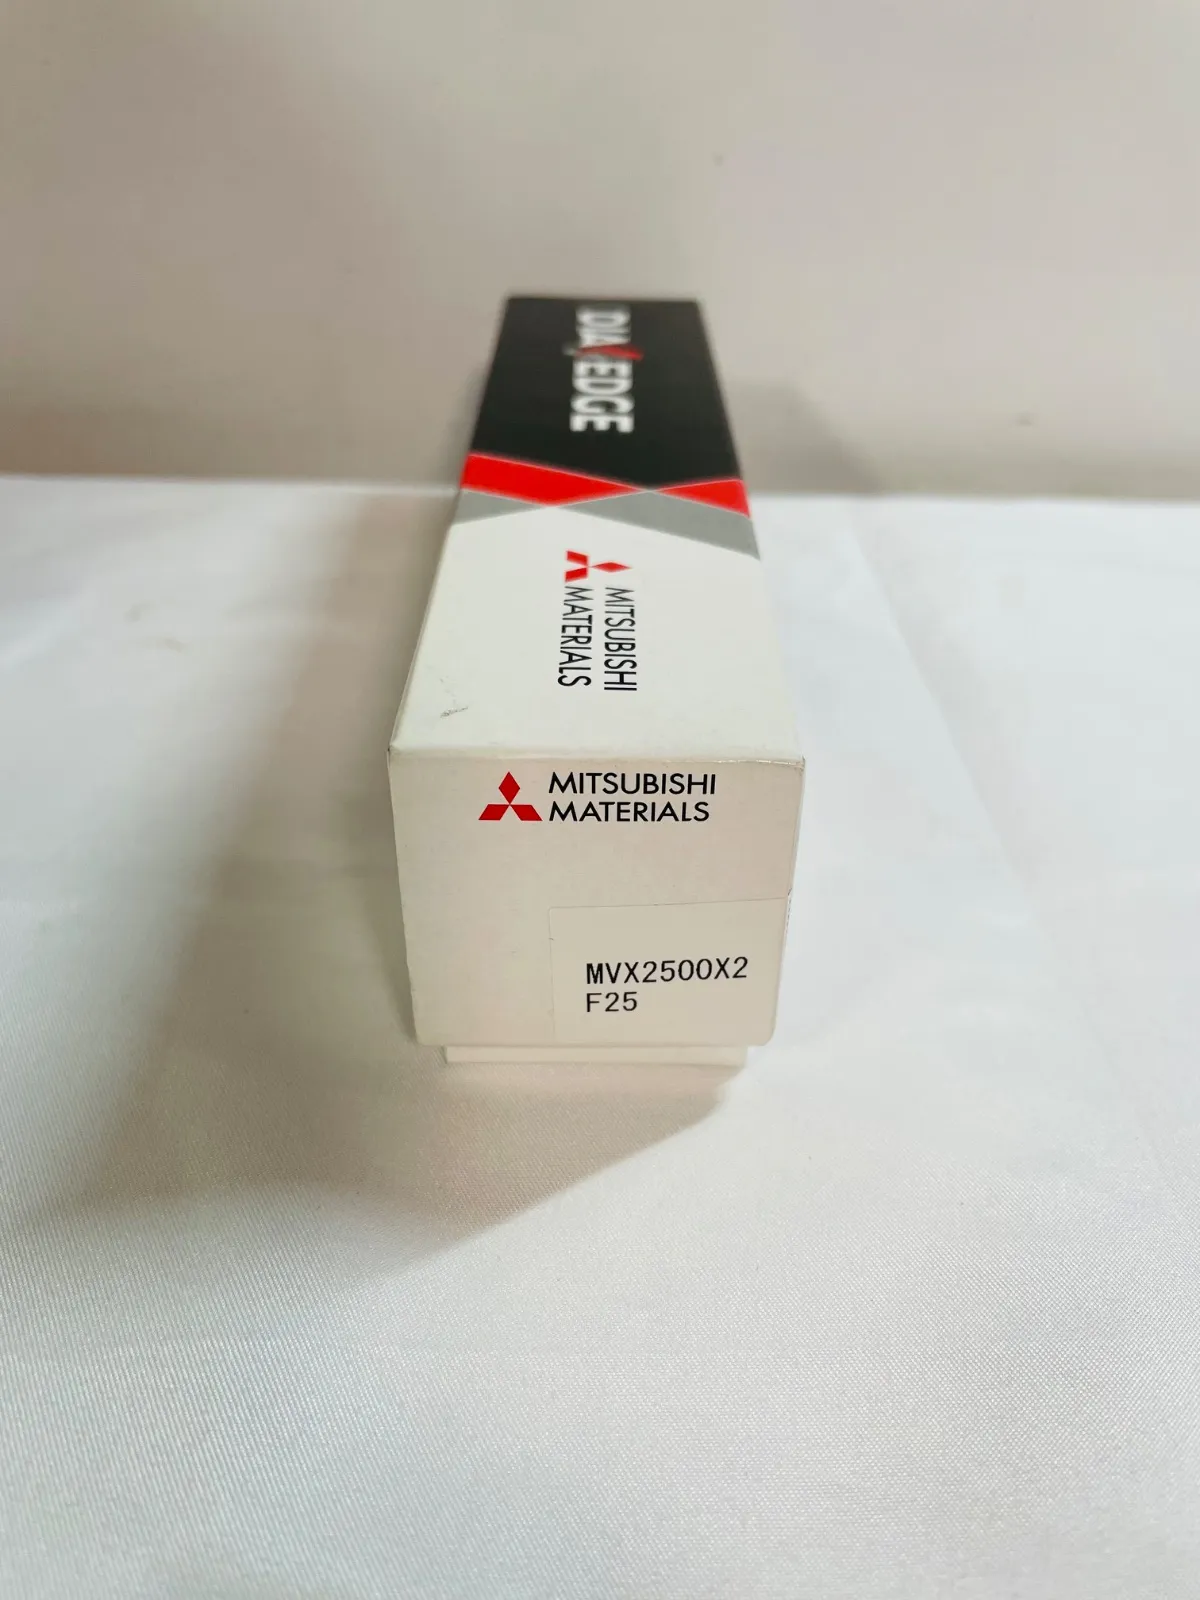 DIAEDGE
MITSUBISHI
MATERIALS
MITSUBISHI
MATERIALS
MVX2500X2
F25